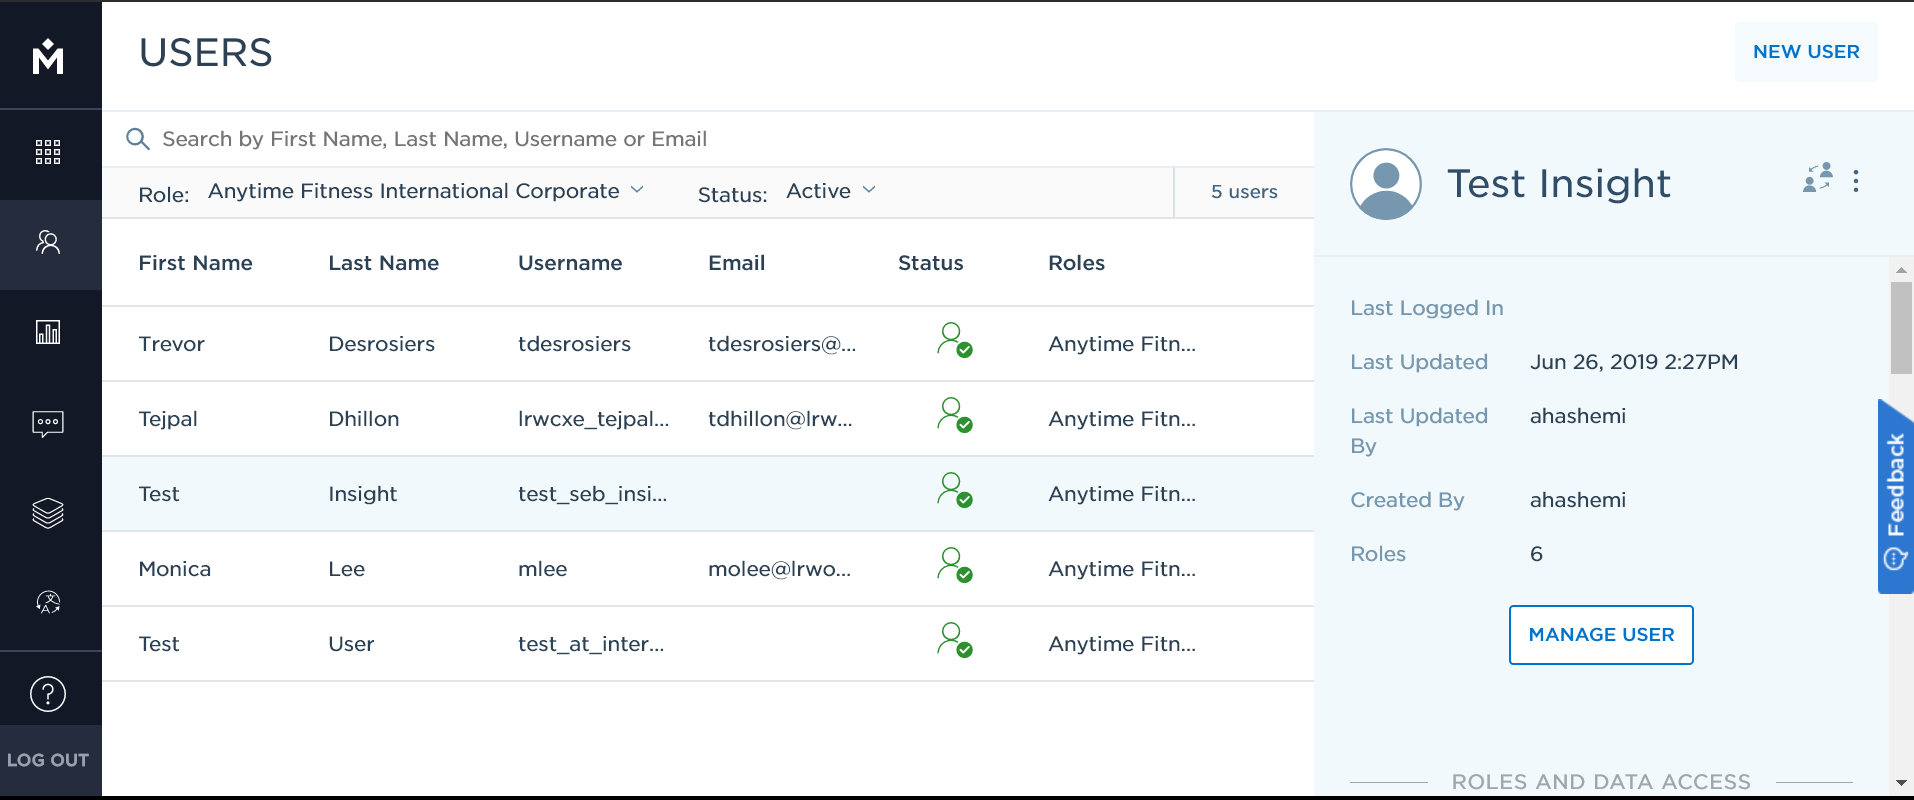 USERS
NEW USER
Search by First Name, Last Name, Username or Email
Role: Anytime Fitness International Corporate Status: Active 5 users
First Name Last Name Username Email Status Roles
Trevor Desrosiers tdesrosiers tdesrosiers@... Anytime Fitn...
Tejpal Dhillon lrwcxe_tejpal... tdhillon@lrw... Anytime Fitn...
Test Insight test_seb_insi... Anytime Fitn...
Monica Lee mlee molee@lrwo... Anytime Fitn...
Test User test_at_inter... Anytime Fitn...
Test Insight
Last Logged In
Last Updated Jun 26, 2019 2:27PM
Last Updated By ahashemi
Created By ahashemi
Roles 6
MANAGE USER
ROLES AND DATA ACCESS
Feedback
LOG OUT